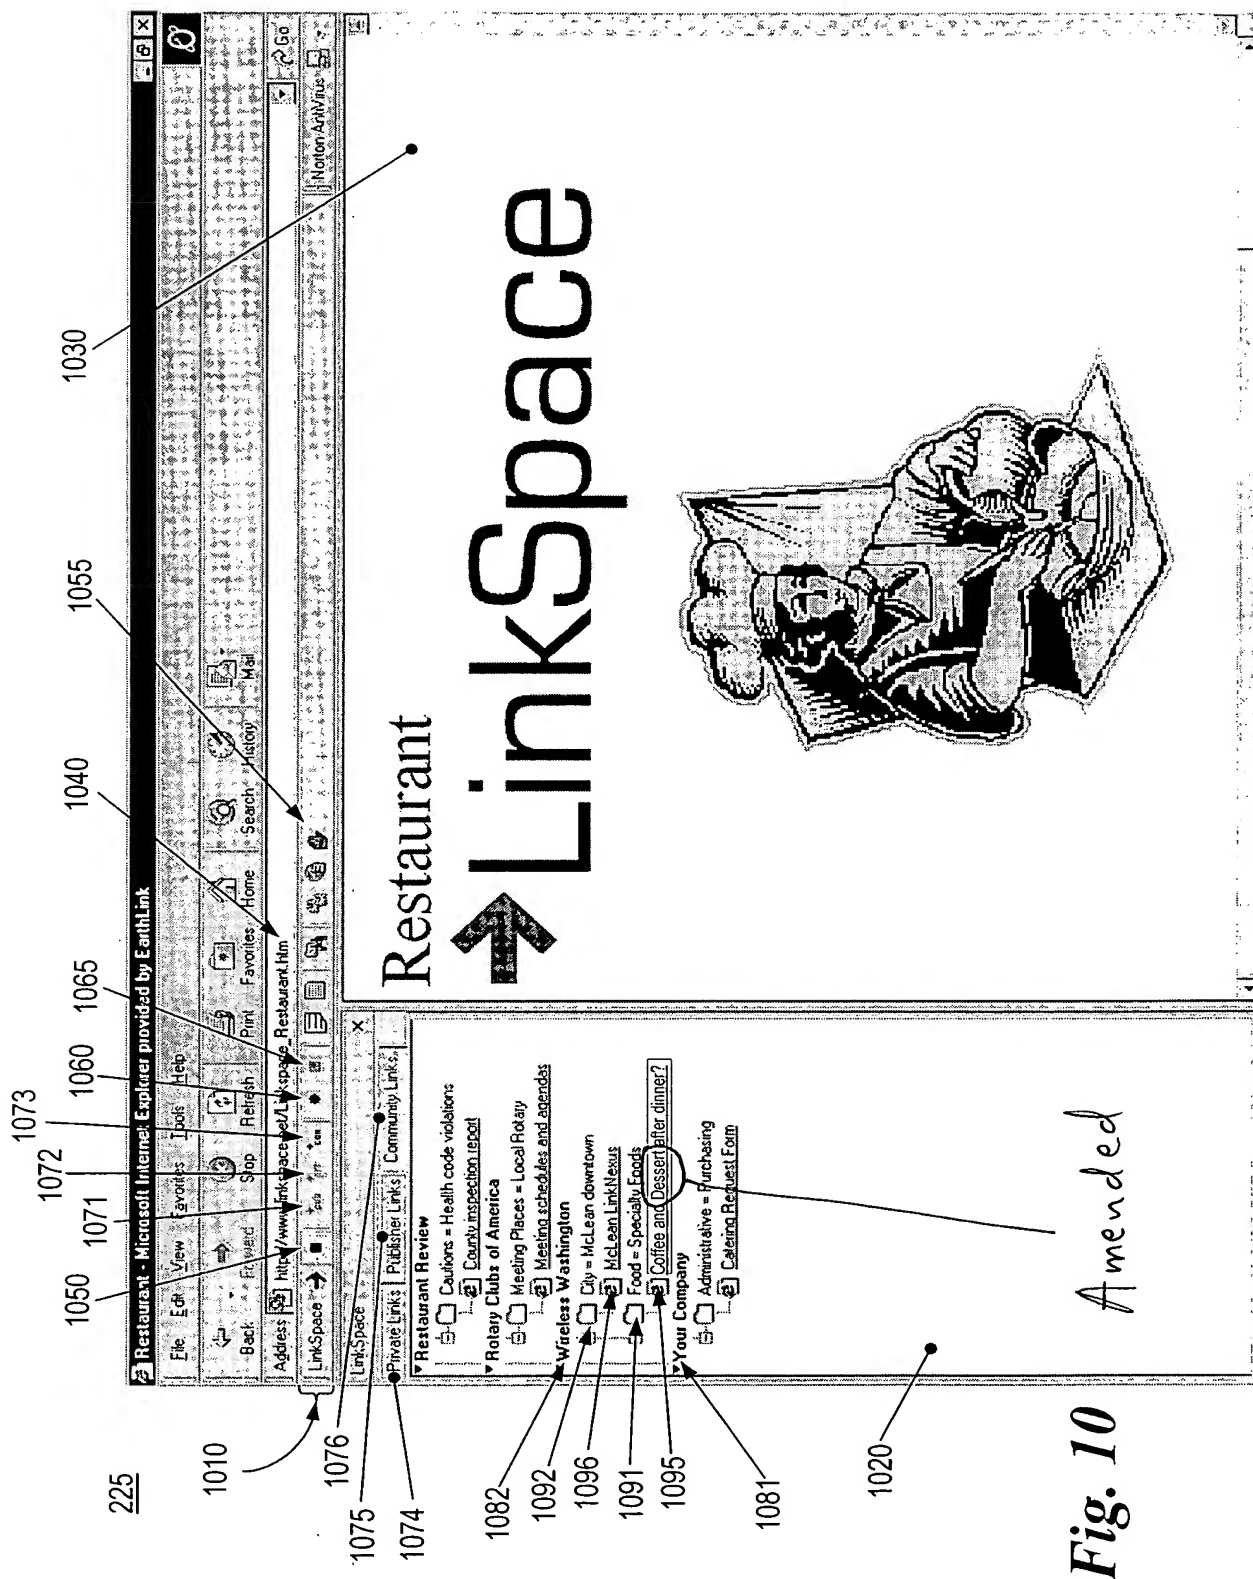 225
Restaurant - Microsoft Internet Explorer provided by EarthLink
File Edit View Favorites Tools Help
Back Forward Stop Refresh Print Favorites Home Search History Mail
Address http://www.linkspace.net/Linkspace_Restaurant.htm Go
LinkSpace Norton AntiVirus
LinkSpace
Private Links Publisher Links Community Links
Restaurant Review
Cautions = Health code violations
County inspection report
Rotary Clubs of America
Meeting Places = Local Rotary
Meeting schedules and agendas
Wireless Washington
City = McLean downtown
McLean LinkNexus
Food = Specialty Foods
Coffee and Dessert after dinner?
Your Company
Administrative = Purchasing
Catering Request Form
Restaurant
LinkSpace
Amended
1010
1050
1071
1072
1073
1060
1065
1040
1055
1030
1076
1075
1074
1082
1092
1096
1091
1095
1081
1020
Fig. 10